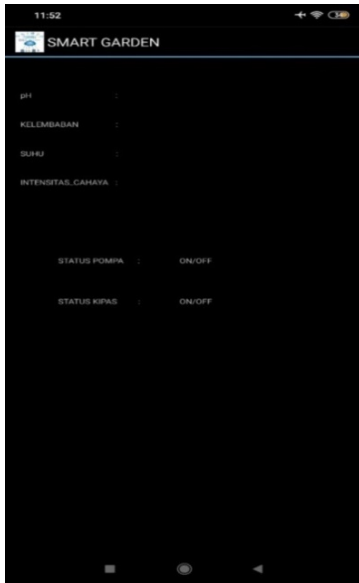 11:52
SMART GARDEN
pH :
KELEMBABAN :
SUHU :
INTENSITAS_CAHAYA :
STATUS POMPA : ON/OFF
STATUS KIPAS : ON/OFF